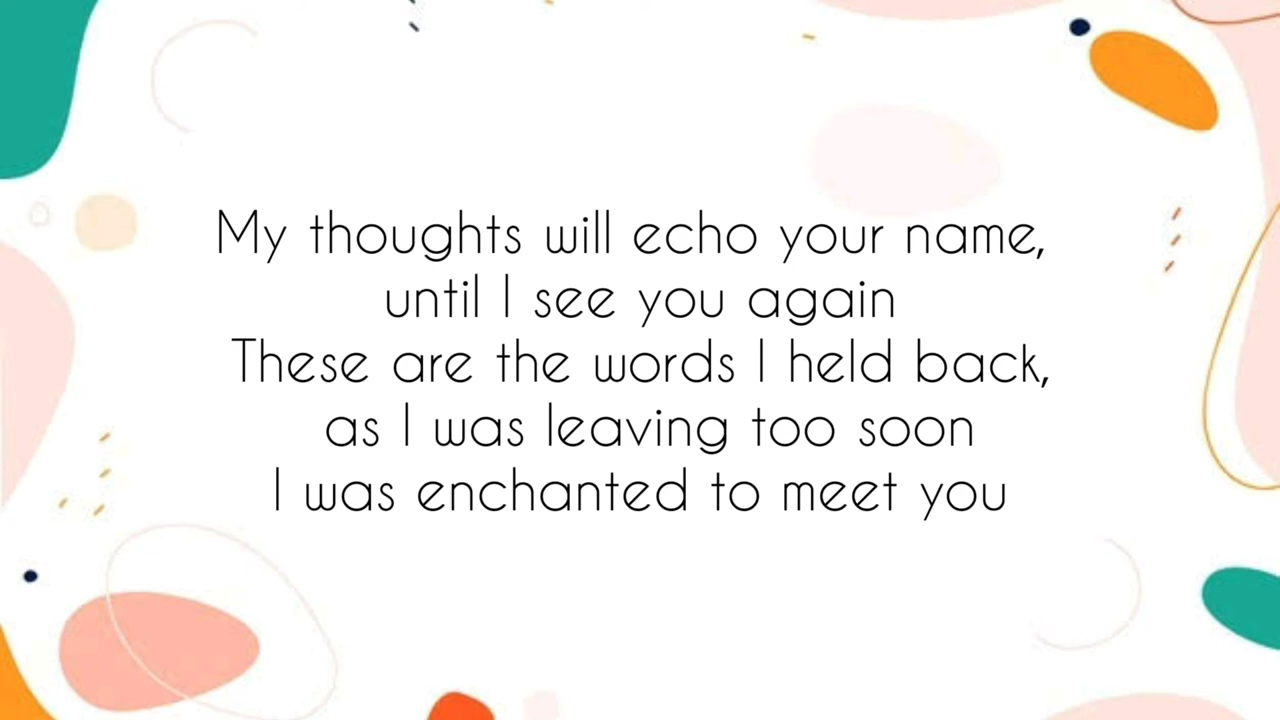 My thoughts will echo your name,
until I see you again
These are the words I held back,
as I was leaving too soon
I was enchanted to meet you